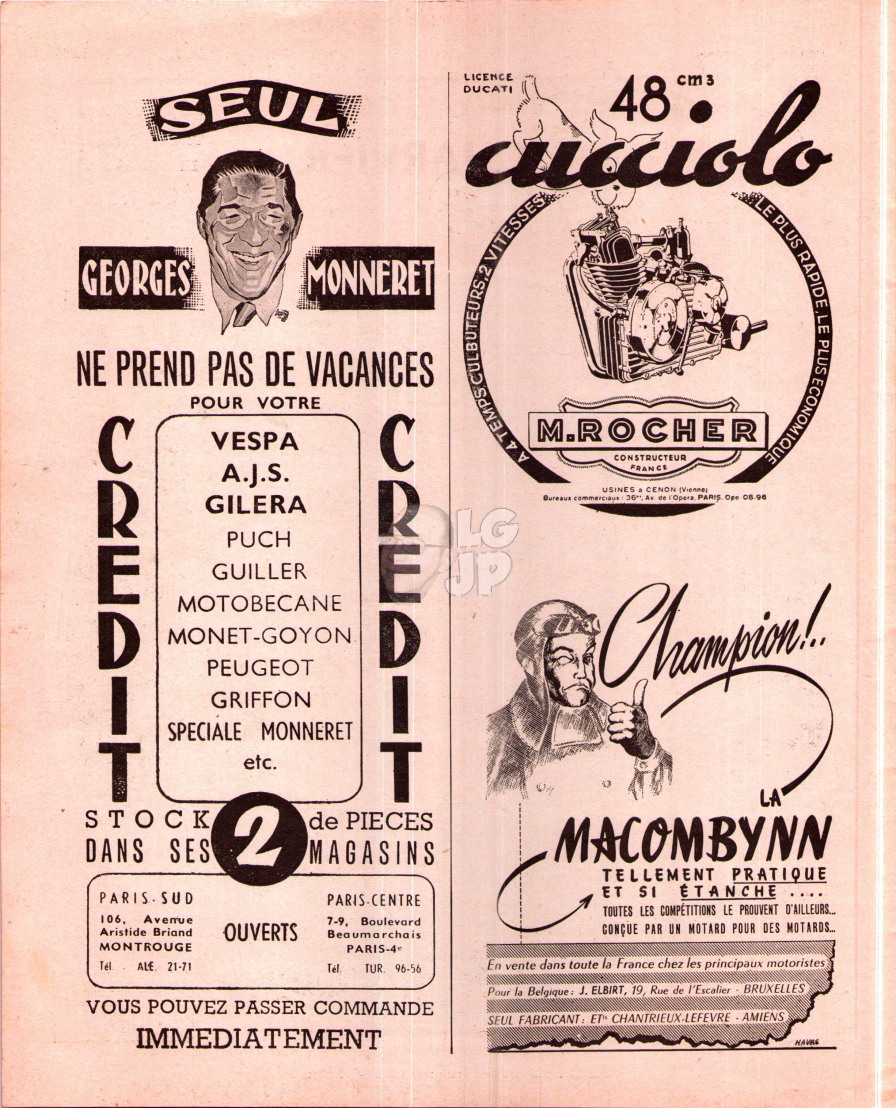 SEUL
GEORGES MONNERET
NE PREND PAS DE VACANCES
POUR VOTRE
CREDIT
VESPA
A.J.S.
GILERA
PUCH
GUILLER
MOTOBECANE
MONET-GOYON
PEUGEOT
GRIFFON
SPECIALE MONNERET
etc.
CREDIT
STOCK 2 de PIECES
DANS SES MAGASINS
PARIS-SUD
106, Avenue
Aristide Briand
MONTROUGE
Tél. ALE. 21-71
OUVERTS
PARIS-CENTRE
7-9, Boulevard
Beaumarchais
PARIS-4e
Tél. TUR. 96-56
VOUS POUVEZ PASSER COMMANDE
IMMEDIATEMENT
LICENCE
DUCATI
48 cm3
cucciolo
A 4 TEMPS, CULBUTEURS, 2 VITESSES
LE PLUS RAPIDE, LE PLUS ECONOMIQUE
M.ROCHER
CONSTRUCTEUR
FRANCE
USINES à CENON (Vienne)
Bureaux commerciaux : 36, Av. de l'Opera, PARIS. Ope. 08-96
LG
JP
Champion!..
LA
MACOMBYNN
TELLEMENT PRATIQUE
ET SI ÉTANCHE ....
TOUTES LES COMPÉTITIONS LE PROUVENT D'AILLEURS...
CONÇUE PAR UN MOTARD POUR DES MOTARDS...
En vente dans toute la France chez les principaux motoristes
Pour la Belgique : J. ELBIRT, 19, Rue de l'Escalier - BRUXELLES
SEUL FABRICANT : ETs CHANTRIEUX-LEFEVRE - AMIENS
HAVAS